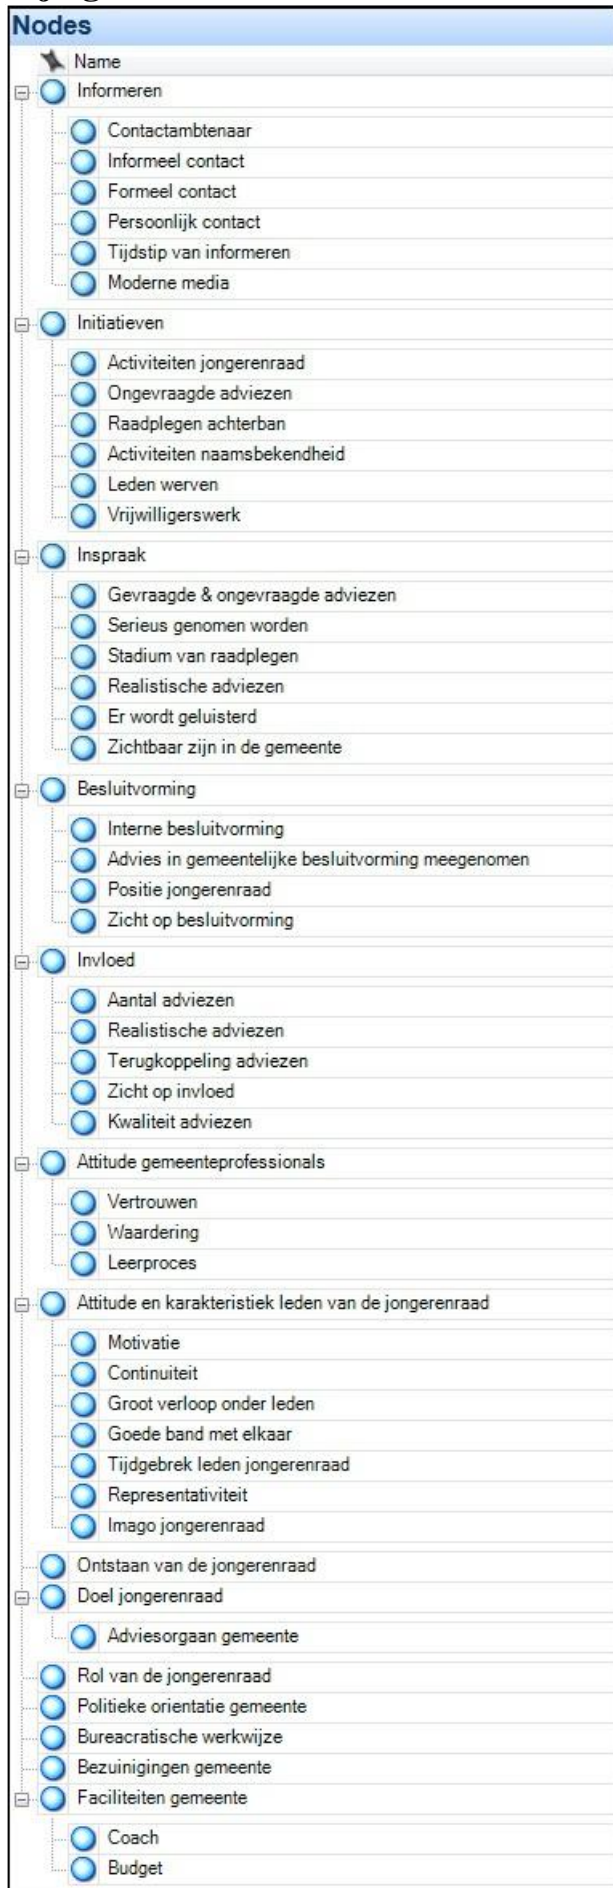 Nodes
Name
Informeren
Contactambtenaar
Informeel contact
Formeel contact
Persoonlijk contact
Tijdstip van informeren
Moderne media
Initiatieven
Activiteiten jongerenraad
Ongevraagde adviezen
Raadplegen achterban
Activiteiten naamsbekendheid
Leden werven
Vrijwilligerswerk
Inspraak
Gevraagde & ongevraagde adviezen
Serieus genomen worden
Stadium van raadplegen
Realistische adviezen
Er wordt geluisterd
Zichtbaar zijn in de gemeente
Besluitvorming
Interne besluitvorming
Advies in gemeentelijke besluitvorming meegenomen
Positie jongerenraad
Zicht op besluitvorming
Invloed
Aantal adviezen
Realistische adviezen
Terugkoppeling adviezen
Zicht op invloed
Kwaliteit adviezen
Attitude gemeenteprofessionals
Vertrouwen
Waardering
Leerproces
Attitude en karakteristiek leden van de jongerenraad
Motivatie
Continuiteit
Groot verloop onder leden
Goede band met elkaar
Tijdgebrek leden jongerenraad
Representativiteit
Imago jongerenraad
Ontstaan van de jongerenraad
Doel jongerenraad
Adviesorgaan gemeente
Rol van de jongerenraad
Politieke orientatie gemeente
Bureacratische werkwijze
Bezuinigingen gemeente
Faciliteiten gemeente
Coach
Budget